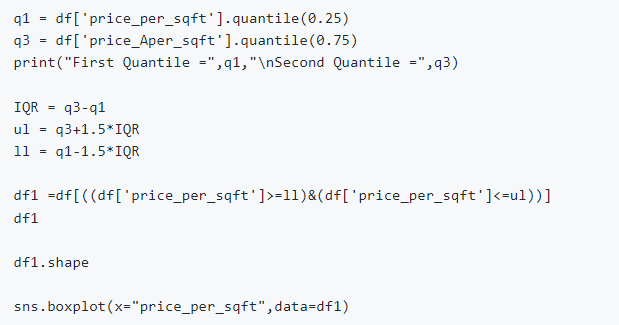 q1 = df['price_per_sqft'].quantile(0.25)
q3 = df['price_Aper_sqft'].quantile(0.75)
print("First Quantile =",q1,"\nSecond Quantile =",q3)
IQR = q3-q1
ul = q3+1.5*IQR
ll = q1-1.5*IQR
df1 =df[((df['price_per_sqft']>=ll)&(df['price_per_sqft']<=ul))]
df1
df1.shape
sns.boxplot(x="price_per_sqft",data=df1)